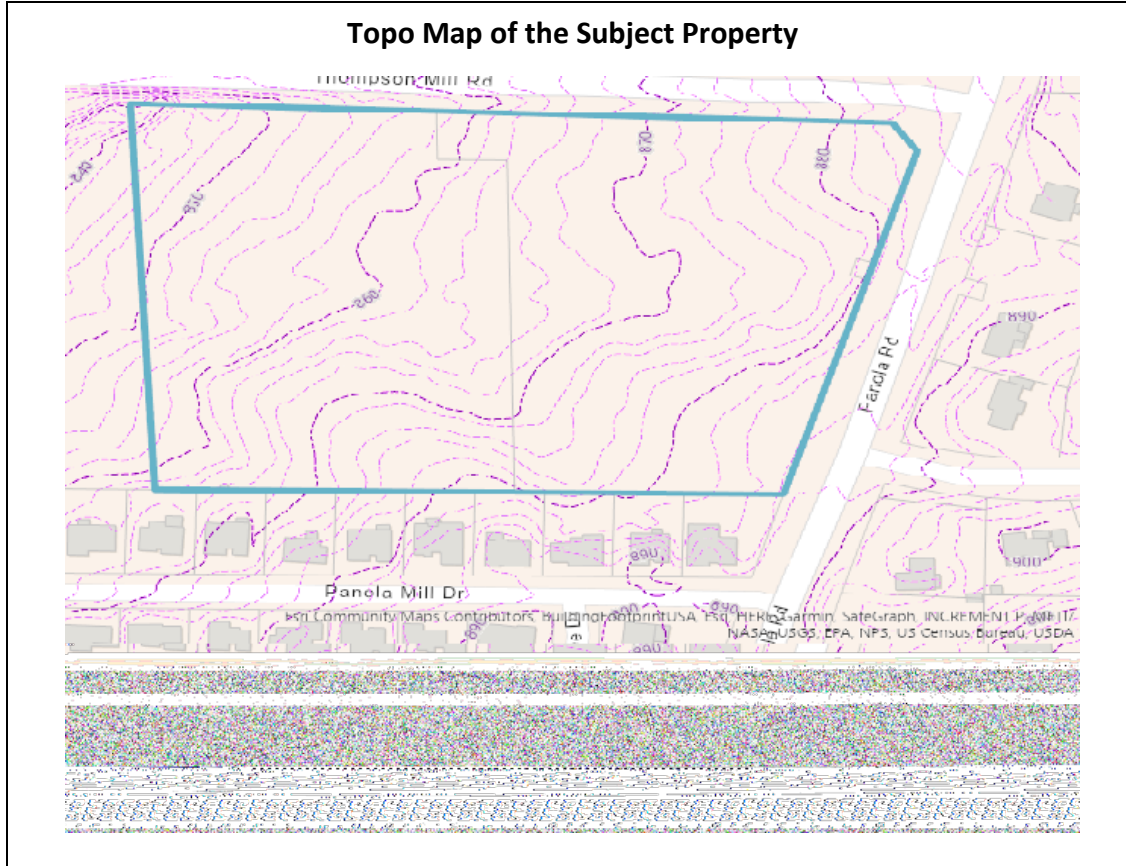 Topo Map of the Subject Property
Thompson Mill Rd
870
880
860
890
Panola Rd
890
900
Panola Mill Dr
Esri Community Maps Contributors, BuildingFootprintUSA, Esri, HERE, Garmin, SafeGraph, INCREMENT P, METI/
NASA, USGS, EPA, NPS, US Census Bureau, USDA
890